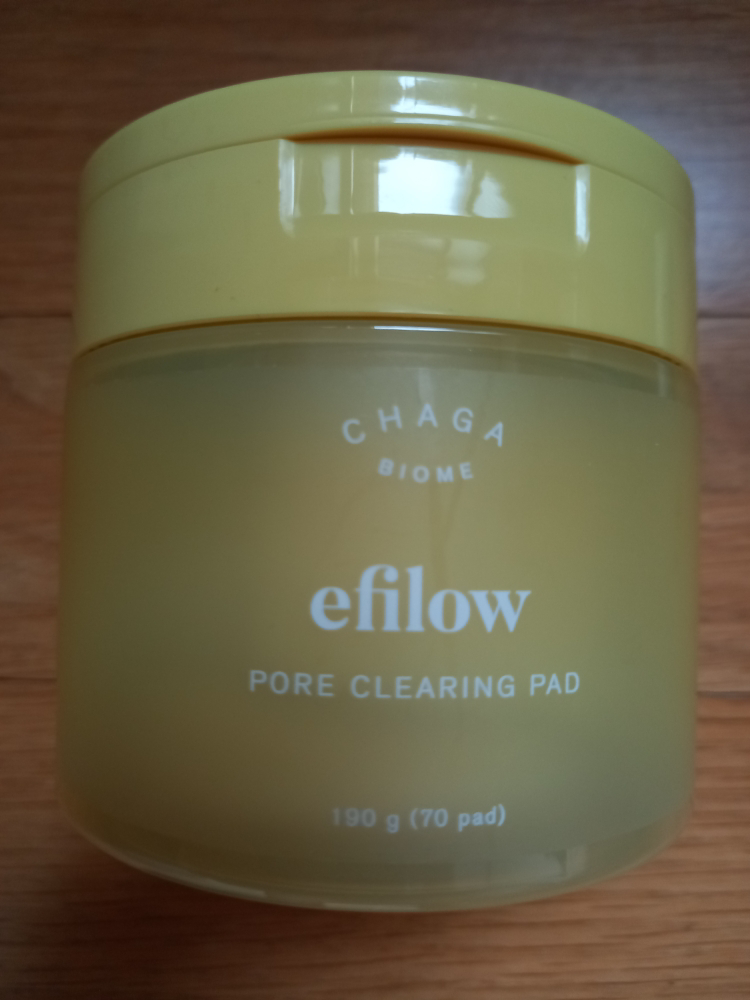 CHAGA
BIOME
efilow
PORE CLEARING PAD
190 g (70 pad)